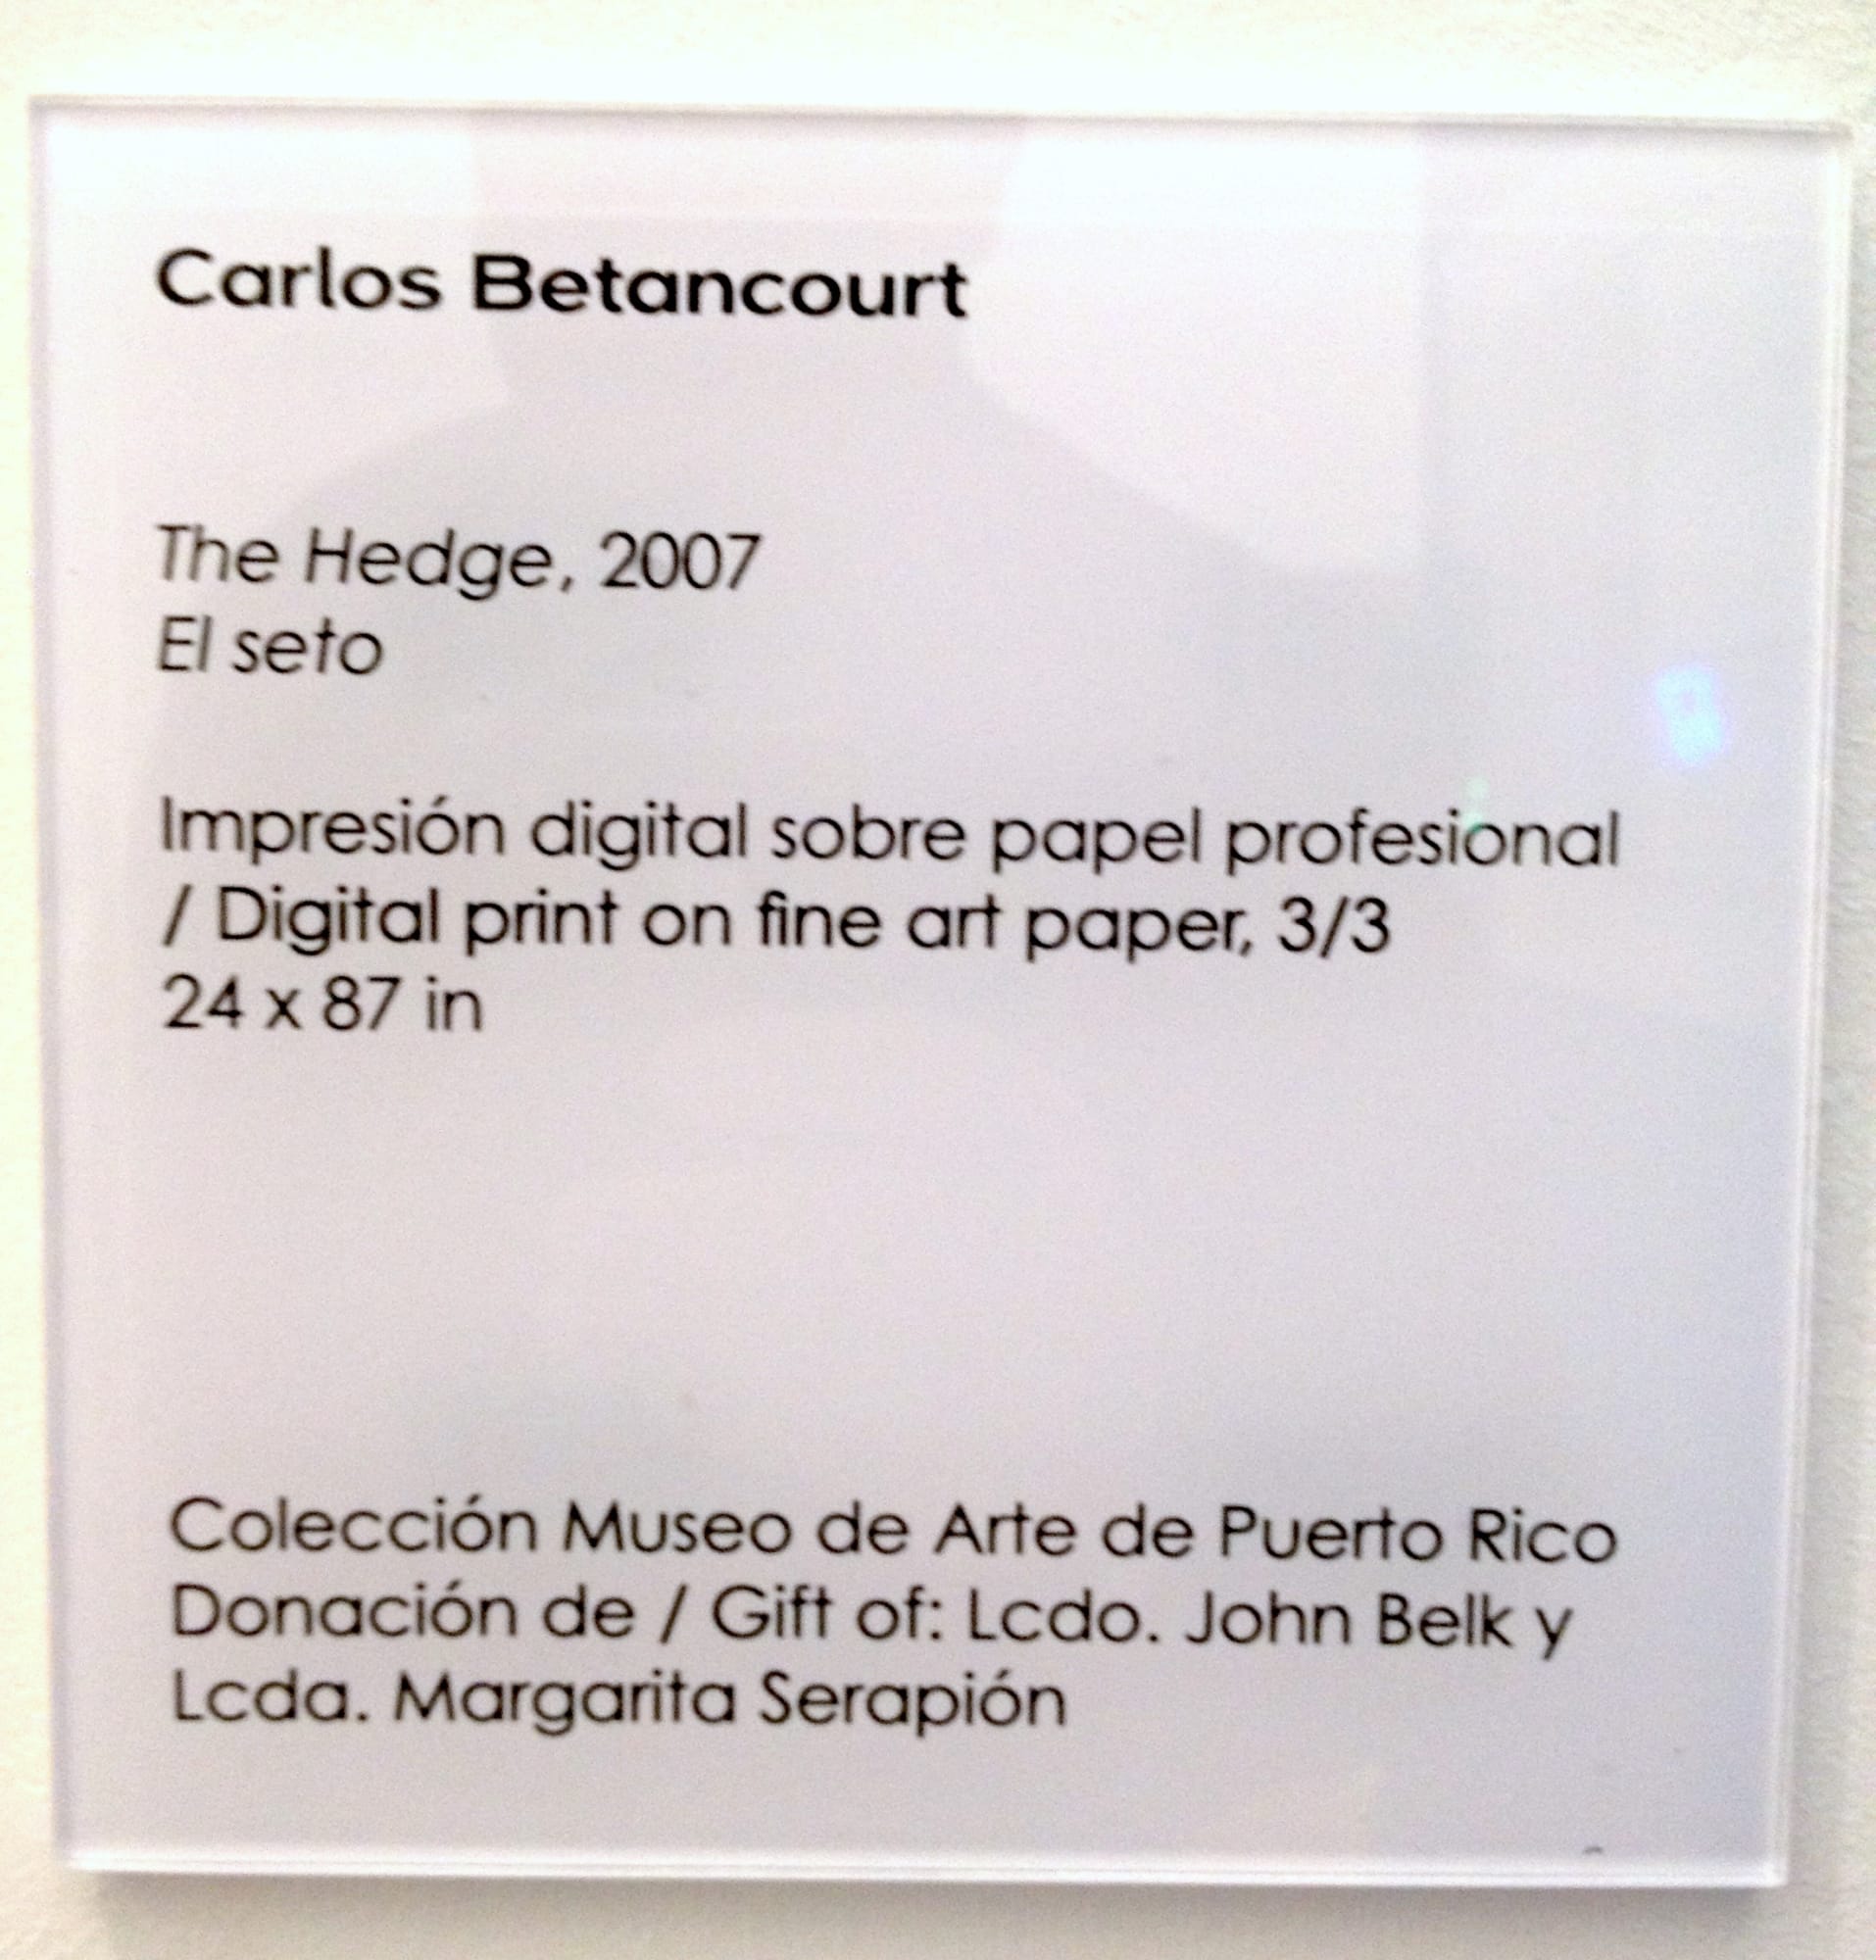 Carlos Betancourt
The Hedge, 2007
El seto
Impresión digital sobre papel profesional
/ Digital print on fine art paper, 3/3
24 x 87 in
Colección Museo de Arte de Puerto Rico
Donación de / Gift of: Lcdo. John Belk y
Lcda. Margarita Serapión